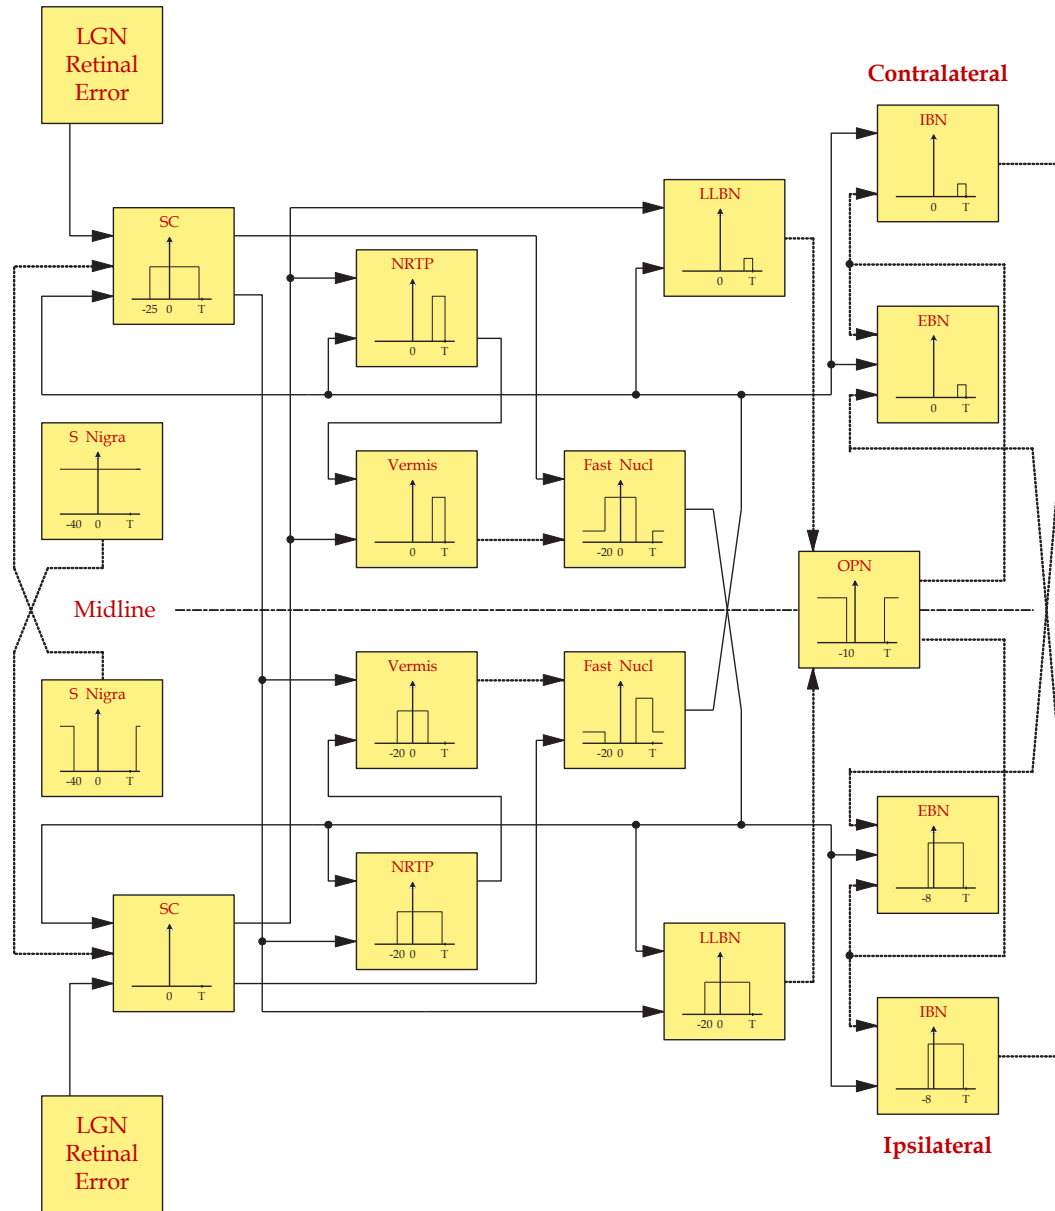 LGN
Retinal
Error
Contralateral
IBN
0 T
SC
-25 0 T
LLBN
0 T
NRTP
0 T
EBN
0 T
S Nigra
-40 0 T
Vermis
0 T
Fast Nucl
-20 0 T
OPN
-10 T
Midline
Vermis
-20 0 T
Fast Nucl
-20 0 T
S Nigra
-40 0 T
EBN
-8 T
NRTP
-20 0 T
SC
0 T
LLBN
-20 0 T
IBN
-8 T
LGN
Retinal
Error
Ipsilateral